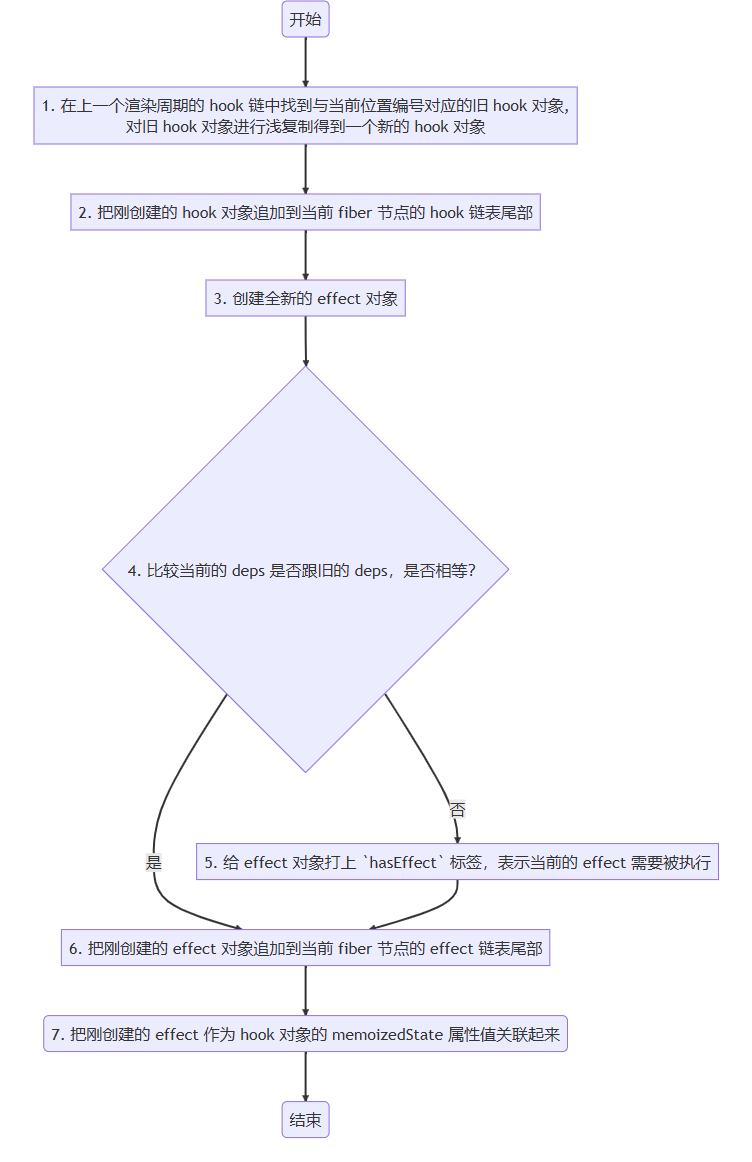 开始
1. 在上一个渲染周期的 hook 链中找到与当前位置编号对应的旧 hook 对象,
对旧 hook 对象进行浅复制得到一个新的 hook 对象
2. 把刚创建的 hook 对象追加到当前 fiber 节点的 hook 链表尾部
3. 创建全新的 effect 对象
4. 比较当前的 deps 是否跟旧的 deps，是否相等？
否
是
5. 给 effect 对象打上 `hasEffect` 标签，表示当前的 effect 需要被执行
6. 把刚创建的 effect 对象追加到当前 fiber 节点的 effect 链表尾部
7. 把刚创建的 effect 作为 hook 对象的 memoizedState 属性值关联起来
结束